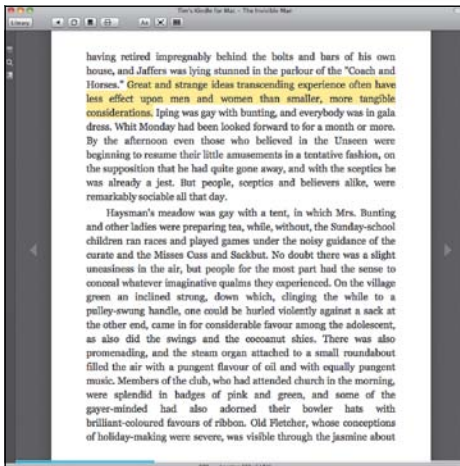 Tim's Kindle for Mac – The Invisible Man
Library
Aa
having retired impregnably behind the bolts and bars of his own
house, and Jaffers was lying stunned in the parlour of the "Coach and
Horses." Great and strange ideas transcending experience often have
less effect upon men and women than smaller, more tangible
considerations. Iping was gay with bunting, and everybody was in gala
dress. Whit Monday had been looked forward to for a month or more.
By the afternoon even those who believed in the Unseen were
beginning to resume their little amusements in a tentative fashion, on
the supposition that he had quite gone away, and with the sceptics he
was already a jest. But people, sceptics and believers alike, were
remarkably sociable all that day.
Haysman's meadow was gay with a tent, in which Mrs. Bunting
and other ladies were preparing tea, while, without, the Sunday-school
children ran races and played games under the noisy guidance of the
curate and the Misses Cuss and Sackbut. No doubt there was a slight
uneasiness in the air, but people for the most part had the sense to
conceal whatever imaginative qualms they experienced. On the village
green an inclined strong, down which, clinging the while to a
pulley-swung handle, one could be hurled violently against a sack at
the other end, came in for considerable favour among the adolescent,
as also did the swings and the cocoanut shies. There was also
promenading, and the steam organ attached to a small roundabout
filled the air with a pungent flavour of oil and with equally pungent
music. Members of the club, who had attended church in the morning,
were splendid in badges of pink and green, and some of the
gayer-minded had also adorned their bowler hats with
brilliant-coloured favours of ribbon. Old Fletcher, whose conceptions
of holiday-making were severe, was visible through the jasmine about